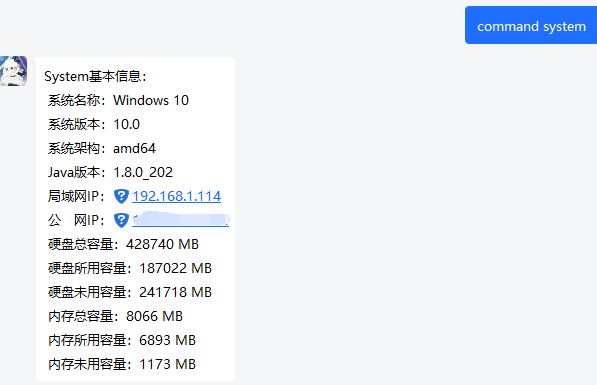 command system
System基本信息：
系统名称：Windows 10
系统版本：10.0
系统架构：amd64
Java版本：1.8.0_202
局域网IP：192.168.1.114
公　网IP：
硬盘总容量：428740 MB
硬盘所用容量：187022 MB
硬盘未用容量：241718 MB
内存总容量：8066 MB
内存所用容量：6893 MB
内存未用容量：1173 MB